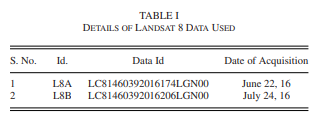 TABLE I
DETAILS OF LANDSAT 8 DATA USED
S. No. Id. Data Id Date of Acquisition
1 L8A LC81460392016174LGN00 June 22, 16
2 L8B LC81460392016206LGN00 July 24, 16